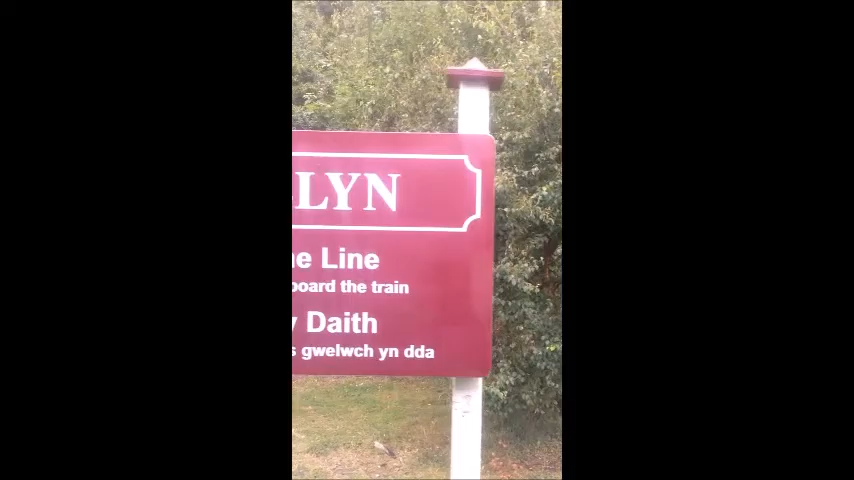 LYN
e Line
board the train
y Daith
s gwelwch yn dda